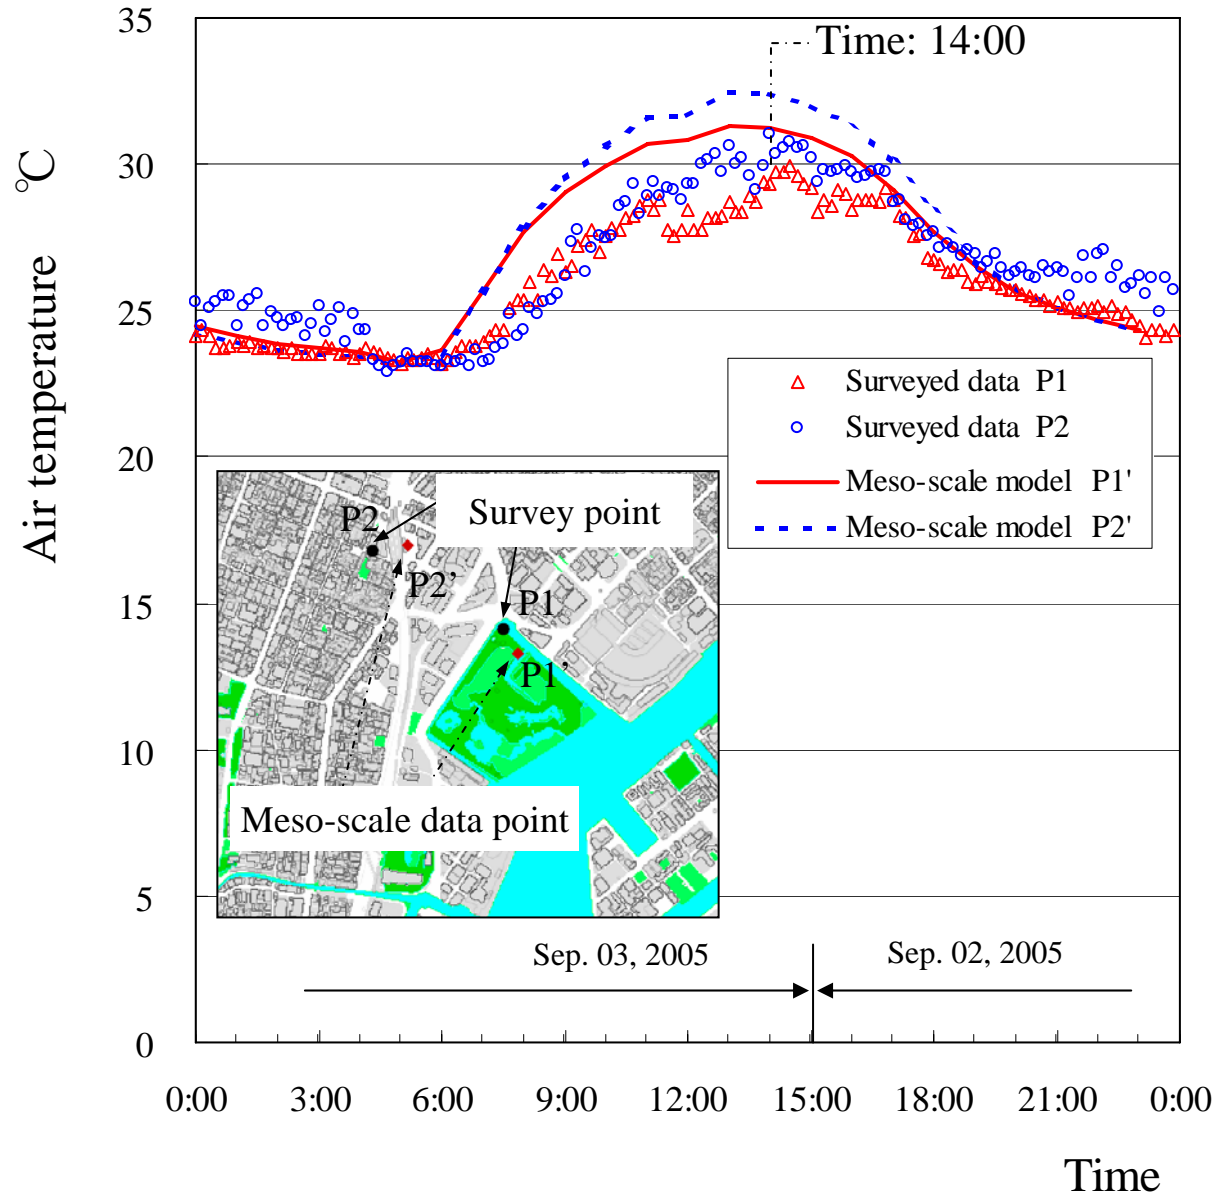 35
Time: 14:00
30
25
20
15
10
5
0
Air temperature ℃
Surveyed data P1
Surveyed data P2
Meso-scale model P1'
Meso-scale model P2'
Survey point
P2
P2’
P1
P1’
Meso-scale data point
Sep. 03, 2005
Sep. 02, 2005
0:00 3:00 6:00 9:00 12:00 15:00 18:00 21:00 0:00
Time